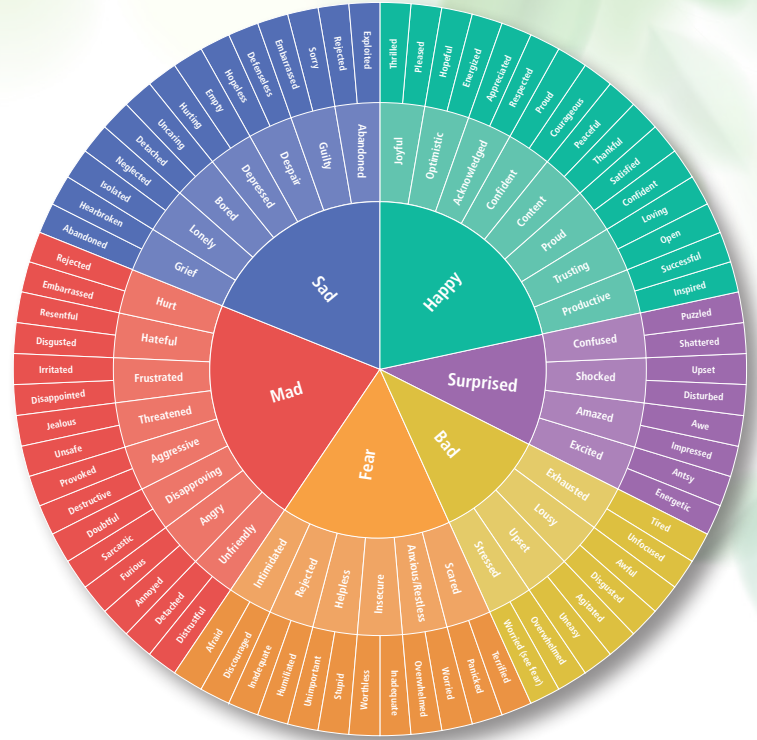 Happy
Surprised
Bad
Fear
Mad
Sad
Joyful
Optimistic
Acknowledged
Confident
Content
Proud
Trusting
Productive
Confused
Shocked
Amazed
Excited
Exhausted
Lousy
Upset
Stressed
Scared
Anxious/Restless
Insecure
Helpless
Rejected
Intimidated
Unfriendly
Angry
Disapproving
Aggressive
Threatened
Frustrated
Hateful
Hurt
Grief
Lonely
Bored
Depressed
Despair
Guilty
Abandoned
Thrilled
Pleased
Hopeful
Energized
Appreciated
Respected
Proud
Courageous
Peaceful
Thankful
Satisfied
Confident
Loving
Open
Successful
Inspired
Puzzled
Shattered
Upset
Disturbed
Awe
Impressed
Antsy
Energetic
Tired
Unfocused
Awful
Disgusted
Agitated
Uneasy
Overwhelmed
Worried (see fear)
Terrified
Panicked
Worried
Overwhelmed
Inadequate
Worthless
Stupid
Unimportant
Humiliated
Inadequate
Discouraged
Afraid
Distrustful
Detached
Annoyed
Furious
Sarcastic
Doubtful
Destructive
Provoked
Unsafe
Jealous
Disappointed
Irritated
Disgusted
Resentful
Embarrassed
Rejected
Abandoned
Hearbroken
Isolated
Neglected
Detached
Uncaring
Hurting
Empty
Hopeless
Defenseless
Embarrassed
Sorry
Rejected
Exploited